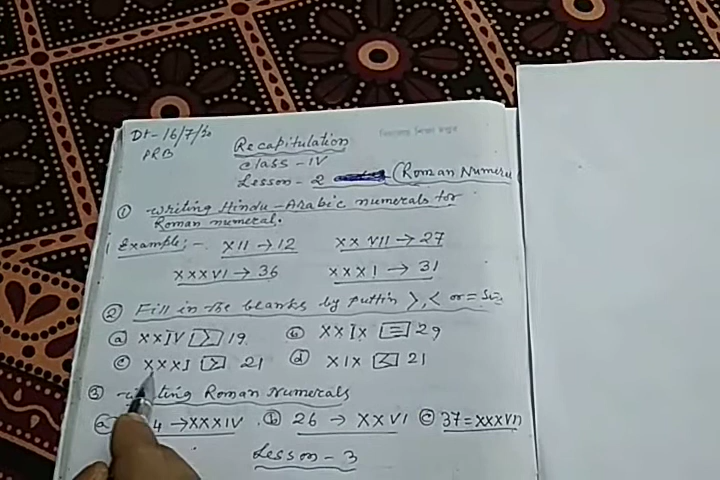 Dt- 16/7/20
PRB
Recapitulation
Class - IV
Lesson - 2 (Roman Numeru
① Writing Hindu-Arabic numerals for
Roman numeral.
Example:- XII → 12 XXVII → 27
XXXVI → 36 XXXI → 31
② Fill in the blanks by puttin >, < or =
ⓐ XXIV [>] 19 ⓑ XXIX [=] 29
ⓒ XXXI [>] 21 ⓓ XIX [<] 21
③ Writing Roman Numerals
ⓐ 4 → XXXIV ⓑ 26 → XXVI ⓒ 37 = XXXVII
Lesson - 3